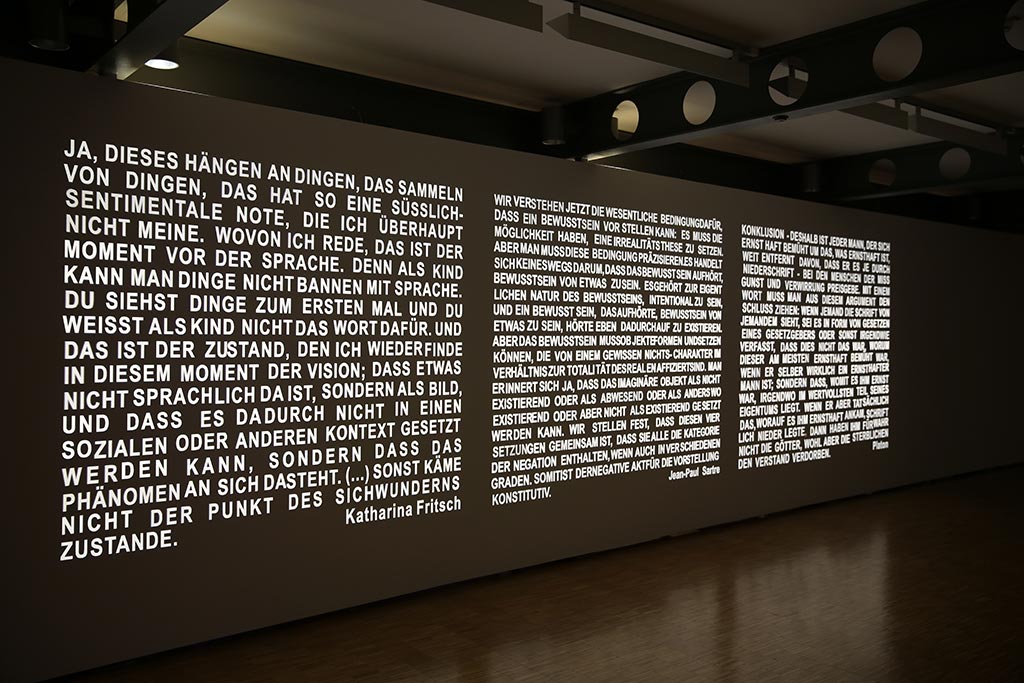 JA, DIESES HÄNGEN AN DINGEN, DAS SAMMELN
VON DINGEN, DAS HAT SO EINE SÜSSLICH-
SENTIMENTALE NOTE, DIE ICH ÜBERHAUPT
NICHT MEINE. WOVON ICH REDE, DAS IST DER
MOMENT VOR DER SPRACHE. DENN ALS KIND
KANN MAN DINGE NICHT BANNEN MIT SPRACHE.
DU SIEHST DINGE ZUM ERSTEN MAL UND DU
WEISST ALS KIND NICHT DAS WORT DAFÜR. UND
DAS IST DER ZUSTAND, DEN ICH WIEDERFINDE
IN DIESEM MOMENT DER VISION; DASS ETWAS
NICHT SPRACHLICH DA IST, SONDERN ALS BILD,
UND DASS ES DADURCH NICHT IN EINEN
SOZIALEN ODER ANDEREN KONTEXT GESETZT
WERDEN KANN, SONDERN DASS DAS
PHÄNOMEN AN SICH DASTEHT. (...) SONST KÄME
NICHT DER PUNKT DES SICHWUNDERNS
ZUSTANDE.
Katharina Fritsch
WIR VERSTEHEN JETZT DIE WESENTLICHE BEDINGUNG DAFÜR,
DASS EIN BEWUSSTSEIN VOR STELLEN KANN: ES MUSS DIE
MÖGLICHKEIT HABEN, EINE IRREALITÄTSTHESE ZU SETZEN.
ABER MAN MUSS DIESE BEDINGUNG PRÄZISIEREN. ES HANDELT
SICH KEINESWEGS DARUM, DASS DAS BEWUSST SEIN AUFHÖRT,
BEWUSSTSEIN VON ETWAS ZU SEIN. ES GEHÖRT ZUR EIGENT
LICHEN NATUR DES BEWUSSTSEINS, INTENTIONAL ZU SEIN,
UND EIN BEWUSST SEIN, DAS AUFHÖRTE, BEWUSSTSEIN VON
ETWAS ZU SEIN, HÖRTE EBEN DADURCH AUF ZU EXISTIEREN.
ABER DAS BEWUSSTSEIN MUSS OB JEKTE FORMEN UND SETZEN
KÖNNEN, DIE VON EINEM GEWISSEN NICHTS-CHARAKTER IM
VERHÄLTNIS ZUR TOTALITÄT DES REALEN AFFIZIERT SIND. MAN
ERINNERT SICH JA, DASS DAS IMAGINÄRE OBJEKT ALS NICHT
EXISTIEREND ODER ALS ABWESEND ODER ALS ANDERS WO
EXISTIEREND ODER ABER NICHT ALS EXISTIEREND GESETZT
WERDEN KANN. WIR STELLEN FEST, DASS DIESEN VIER
SETZUNGEN GEMEINSAM IST, DASS SIE ALLE DIE KATEGORIE
DER NEGATION ENTHALTEN, WENN AUCH IN VERSCHIEDENEN
GRADEN. SOMIT IST DER NEGATIVE AKT FÜR DIE VORSTELLUNG
KONSTITUTIV.
Jean-Paul Sartre
KONKLUSION - DESHALB IST JEDER MANN, DER SICH
ERNST HAFT BEMÜHT UM DAS, WAS ERNSTHAFT IST,
WEIT ENTFERNT DAVON, DASS ER ES JE DURCH
NIEDERSCHRIFT - BEI DEN MENSCHEN DER MISS
GUNST UND VERWIRRUNG PREISGEBE. MIT EINEM
WORT MUSS MAN AUS DIESEM ARGUMENT DEN
SCHLUSS ZIEHEN: WENN JEMAND DIE SCHRIFT VON
JEMANDEM SIEHT, SEI ES IN FORM VON GESETZEN
EINES GESETZGEBERS ODER SONST IRGENDWIE
VERFASST, DASS DIES NICHT DAS WAR, WORUM
DIESER AM MEISTEN ERNSTHAFT BEMÜHT WAR,
WENN ER SELBER WIRKLICH EIN ERNSTHAFTER
MANN IST; SONDERN DASS, WOMIT ES IHM ERNST
WAR, IRGENDWO IM WERTVOLLSTEN TEIL SEINES
EIGENTUMS LIEGT. WENN ER ABER TATSÄCHLICH
DAS, WORAUF ES IHM ERNSTHAFT ANKAM, SCHRIFT
LICH NIEDER LEGTE, DANN HABEN IHM FÜRWAHR
NICHT DIE GÖTTER, WOHL ABER DIE STERBLICHEN
DEN VERSTAND VERDORBEN.
Platon